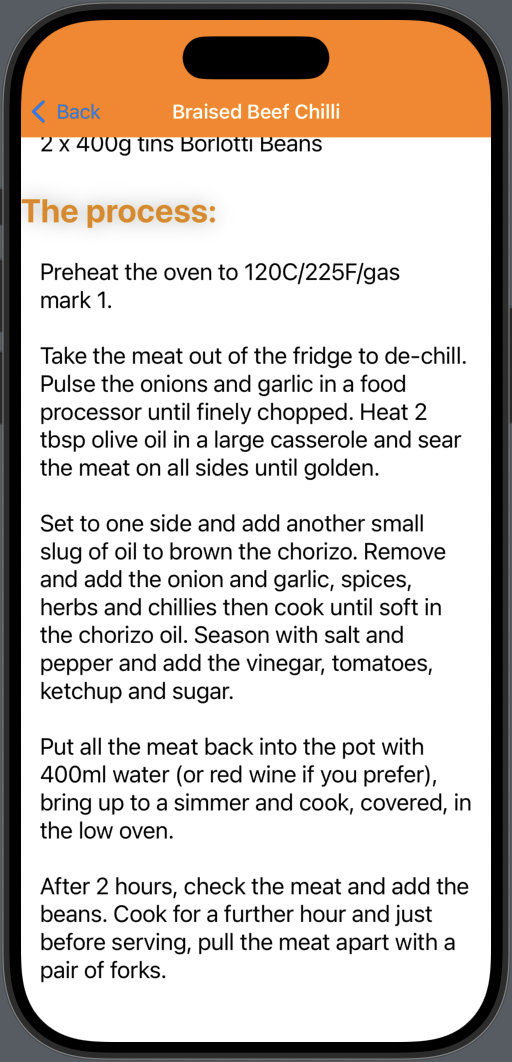 Back
Braised Beef Chilli
2 x 400g tins Borlotti Beans
The process:
Preheat the oven to 120C/225F/gas
mark 1.
Take the meat out of the fridge to de-chill.
Pulse the onions and garlic in a food
processor until finely chopped. Heat 2
tbsp olive oil in a large casserole and sear
the meat on all sides until golden.
Set to one side and add another small
slug of oil to brown the chorizo. Remove
and add the onion and garlic, spices,
herbs and chillies then cook until soft in
the chorizo oil. Season with salt and
pepper and add the vinegar, tomatoes,
ketchup and sugar.
Put all the meat back into the pot with
400ml water (or red wine if you prefer),
bring up to a simmer and cook, covered, in
the low oven.
After 2 hours, check the meat and add the
beans. Cook for a further hour and just
before serving, pull the meat apart with a
pair of forks.